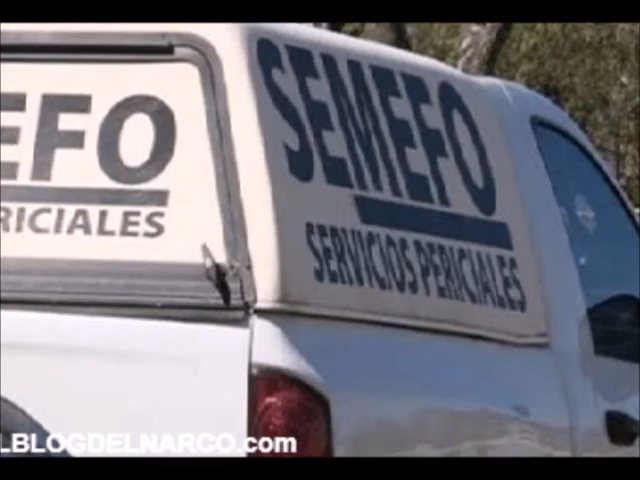 EFO
RICIALES
SEMEFO
SERVICIOS PERICIALES
LBLOGDELNARCO.com